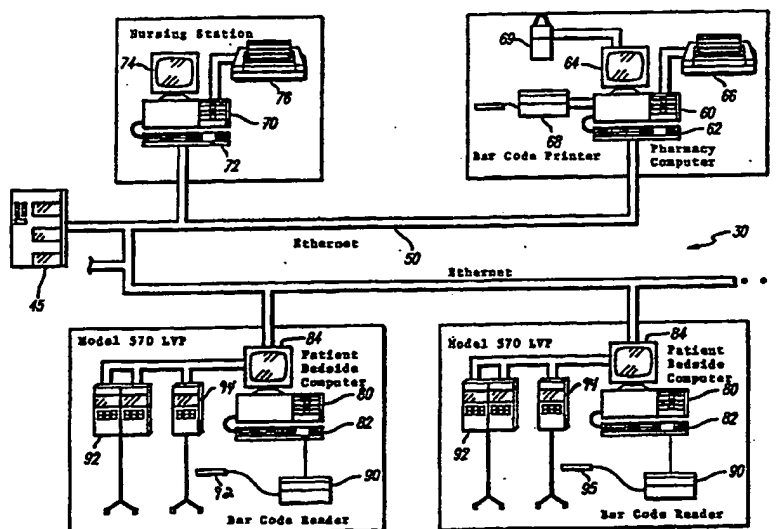 Nursing Station
74
76
70
72
69
64
66
60
62
68
Bar Code Printer
Pharmacy
Computer
45
Ethernet
50
30
Ethernet
Model 570 LVP
84
Patient
Bedside
Computer
94
80
82
92
92
90
Bar Code Reader
Model 570 LVP
84
Patient
Bedside
Computer
94
80
82
92
95
90
Bar Code Reader